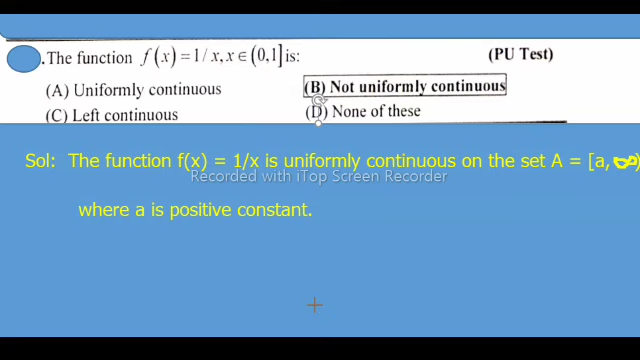 .The function f(x) = 1/x, x ∈ (0,1] is: (PU Test)
(A) Uniformly continuous (B) Not uniformly continuous
(C) Left continuous (D) None of these
Sol: The function f(x) = 1/x is uniformly continuous on the set A = [a, ∞)
Recorded with iTop Screen Recorder
where a is positive constant.